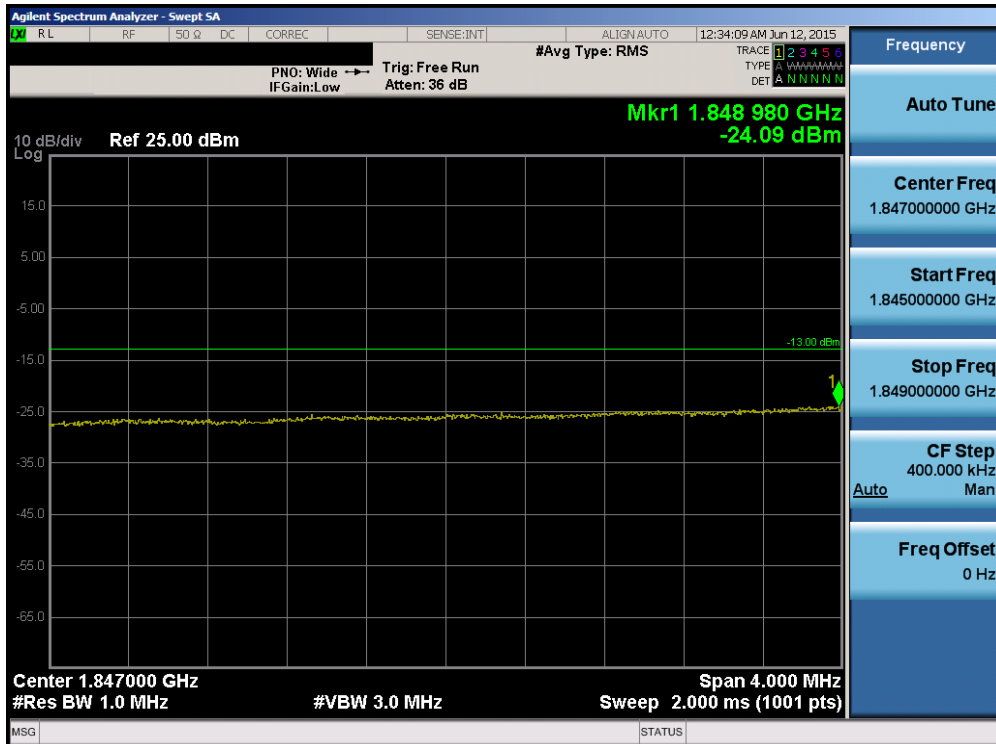 Agilent Spectrum Analyzer - Swept SA
LXI RL RF 50 Ω DC CORREC SENSE:INT ALIGN AUTO 12:34:09 AM Jun 12, 2015
#Avg Type: RMS
TRACE 1 2 3 4 5 6
PNO: Wide Trig: Free Run
TYPE A WWWWW
IFGain:Low Atten: 36 dB
DET A N N N N N
Mkr1 1.848 980 GHz
-24.09 dBm
10 dB/div Ref 25.00 dBm
Log
15.0
5.00
-5.00
-13.00 dBm
-15.0
1
-25.0
-35.0
-45.0
-55.0
-65.0
Center 1.847000 GHz Span 4.000 MHz
#Res BW 1.0 MHz #VBW 3.0 MHz Sweep 2.000 ms (1001 pts)
MSG STATUS
Frequency
Auto Tune
Center Freq
1.847000000 GHz
Start Freq
1.845000000 GHz
Stop Freq
1.849000000 GHz
CF Step
400.000 kHz
Auto Man
Freq Offset
0 Hz